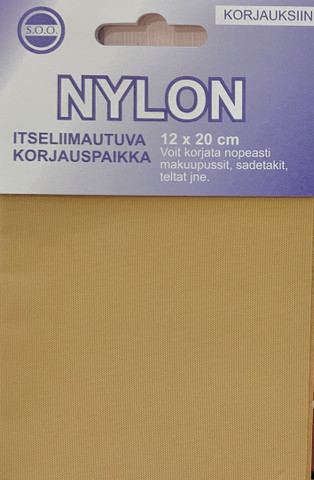 S.O.O.
KORJAUKSIIN
NYLON
ITSELIIMAUTUVA
KORJAUSPAIKKA
12 x 20 cm
Voit korjata nopeasti
makuupussit, sadetakit,
teltat jne.